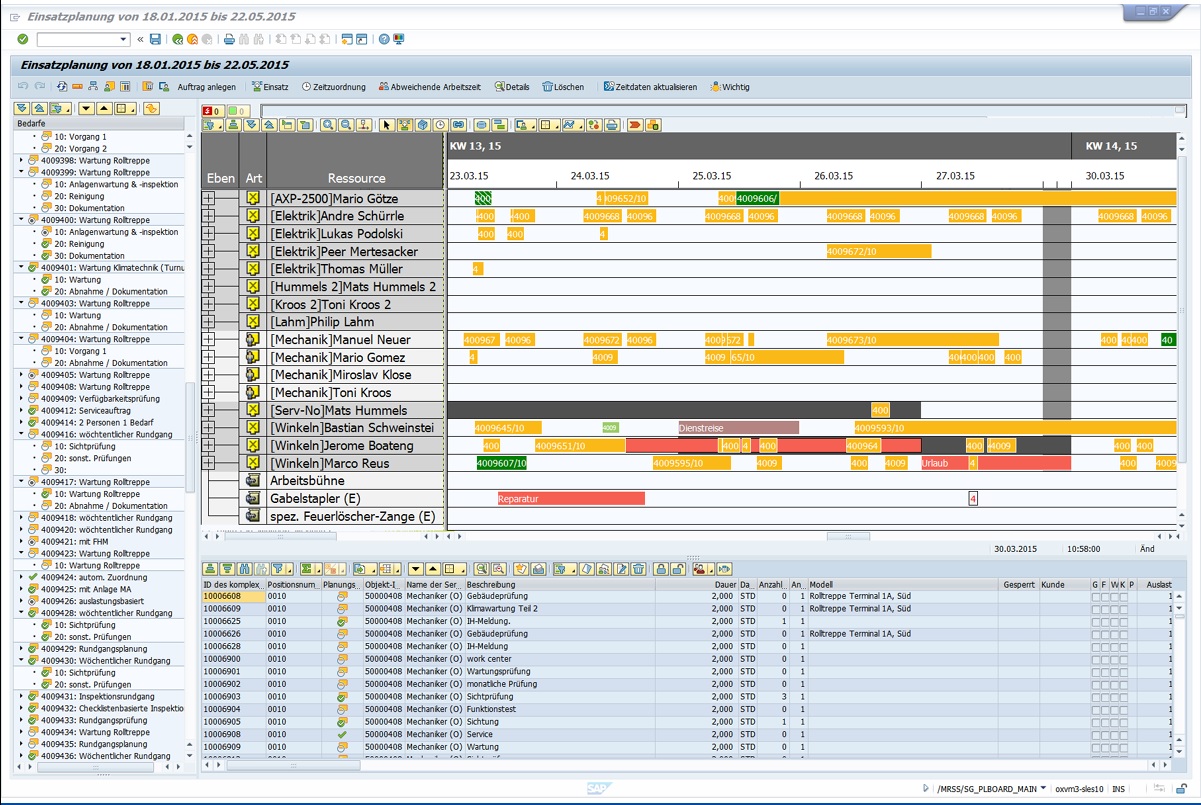 Einsatzplanung von 18.01.2015 bis 22.05.2015
Einsatzplanung von 18.01.2015 bis 22.05.2015
Auftrag anlegen Einsatz Zeitzuordnung Abweichende Arbeitszeit Details Löschen Zeitdaten aktualisieren Wichtig
Bedarfe
10: Vorgang 1
20: Vorgang 2
4009398: Wartung Rolltreppe
4009399: Wartung Rolltreppe
10: Anlagenwartung & -inspektion
20: Reinigung
30: Dokumentation
4009400: Wartung Rolltreppe
10: Anlagenwartung & -inspektion
20: Reinigung
30: Dokumentation
4009401: Wartung Klimatechnik (Turnu
10: Wartung
20: Abnahme / Dokumentation
4009403: Wartung Rolltreppe
10: Wartung
20: Abnahme / Dokumentation
4009404: Wartung Rolltreppe
10: Vorgang 1
20: Abnahme / Dokumentation
4009405: Wartung Rolltreppe
4009408: Wartung Rolltreppe
4009409: Verfügbarkeitsprüfung
4009412: Serviceauftrag
4009414: 2 Personen 1 Bedarf
4009416: wöchtentlicher Rundgang
10: Sichtprüfung
20: sonst. Prüfungen
30:
4009417: Wartung Rolltreppe
10: Wartung Rolltreppe
20: Abnahme / Dokumentation
4009418: wöchtentlicher Rundgang
4009420: wöchtentlicher Rundgang
4009421: mit FHM
4009423: Wartung Rolltreppe
10: Wartung Rolltreppe
4009424: autom. Zuordnung
4009425: mit Anlage MA
4009426: auslastungsbasiert
4009428: wöchtentlicher Rundgang
10: Sichtprüfung
20: sonst. Prüfungen
4009429: Rundgangsplanung
4009430: Wöchentlicher Rundgang
10: Sichtprüfung
20: sonst. Prüfungen
4009431: Inspektionsrundgang
4009432: Checklistenbasierte Inspektio
4009433: Rundgangsprüfung
4009434: Wartung Rolltreppe
4009435: Rundgangsplanung
4009436: Wöchentlicher Rundgang
0 0
KW 13, 15 KW 14, 15
Eben Art Ressource 23.03.15 24.03.15 25.03.15 26.03.15 27.03.15 30.03.15
[AXP-2500]Mario Götze 400 4 009652/10 400 4009606/
[Elektrik]Andre Schürrle 400 400 4009668 40096 4009668 40096 4009668 40096 4009668 40096 4009668 40096
[Elektrik]Lukas Podolski 400 400 4
[Elektrik]Peer Mertesacker 4009672/10
[Elektrik]Thomas Müller 4
[Hummels 2]Mats Hummels 2
[Kroos 2]Toni Kroos 2
[Lahm]Philip Lahm
[Mechanik]Manuel Neuer 400967 40096 4009672 40096 4009673/10 400 40
[Mechanik]Mario Gomez 4 4009 4009 65/10 400 400 400
[Mechanik]Miroslav Klose
[Mechanik]Toni Kroos
[Serv-No]Mats Hummels 400
[Winkeln]Bastian Schweinstei 4009645/10 4009 Dienstreise 4009593/10
[Winkeln]Jerome Boateng 400 4009651/10 400 4 400 400964 400 4009 400 400
[Winkeln]Marco Reus 4009607/10 4009595/10 4009 400 4009 Urlaub 4 400 4009
Arbeitsbühne
Gabelstapler (E) Reparatur 4
spez. Feuerlöscher-Zange (E)
30.03.2015 10:58:00 Änd
ID des komplex. Positionsnum. Planungs. Objekt-I Name der Ser. Beschreibung Dauer Da. Anzahl An. Modell Gesperrt Kunde G F W K P Auslast
10006608 0010 50000408 Mechaniker (O) Gebäudeprüfung 2,000 STD 0 1 Rolltreppe Terminal 1A, Süd 1
10006609 0010 50000408 Mechaniker (O) Klimawartung Teil 2 2,000 STD 0 1 Rolltreppe Terminal 1A, Süd 1
10006625 0010 50000408 Mechaniker (O) IH-Meldung. 2,000 STD 1 1 1
10006626 0010 50000408 Mechaniker (O) Gebäudeprüfung 2,000 STD 0 1 Rolltreppe Terminal 1A, Süd 1
10006628 0010 50000408 Mechaniker (O) IH-Meldung 2,000 STD 0 1 1
10006900 0010 50000408 Mechaniker (O) work center 2,000 STD 0 1 1
10006901 0010 50000408 Mechaniker (O) Wartungsprüfung 2,000 STD 0 1 1
10006902 0010 50000408 Mechaniker (O) monatliche Prüfung 2,000 STD 0 1 1
10006903 0010 50000408 Mechaniker (O) Sichtprüfung 2,000 STD 3 1 1
10006904 0010 50000408 Mechaniker (O) Funktionstest 2,000 STD 0 1 1
10006905 0010 50000408 Mechaniker (O) Sichtung 2,000 STD 1 1 1
10006908 0010 50000408 Mechaniker (O) Service 2,000 STD 0 1 1
10006909 0010 50000408 Mechaniker (O) Wartung 2,000 STD 0 1 1
SAP /MRSS/SG_PLBOARD_MAIN oxvm3-sles10 INS